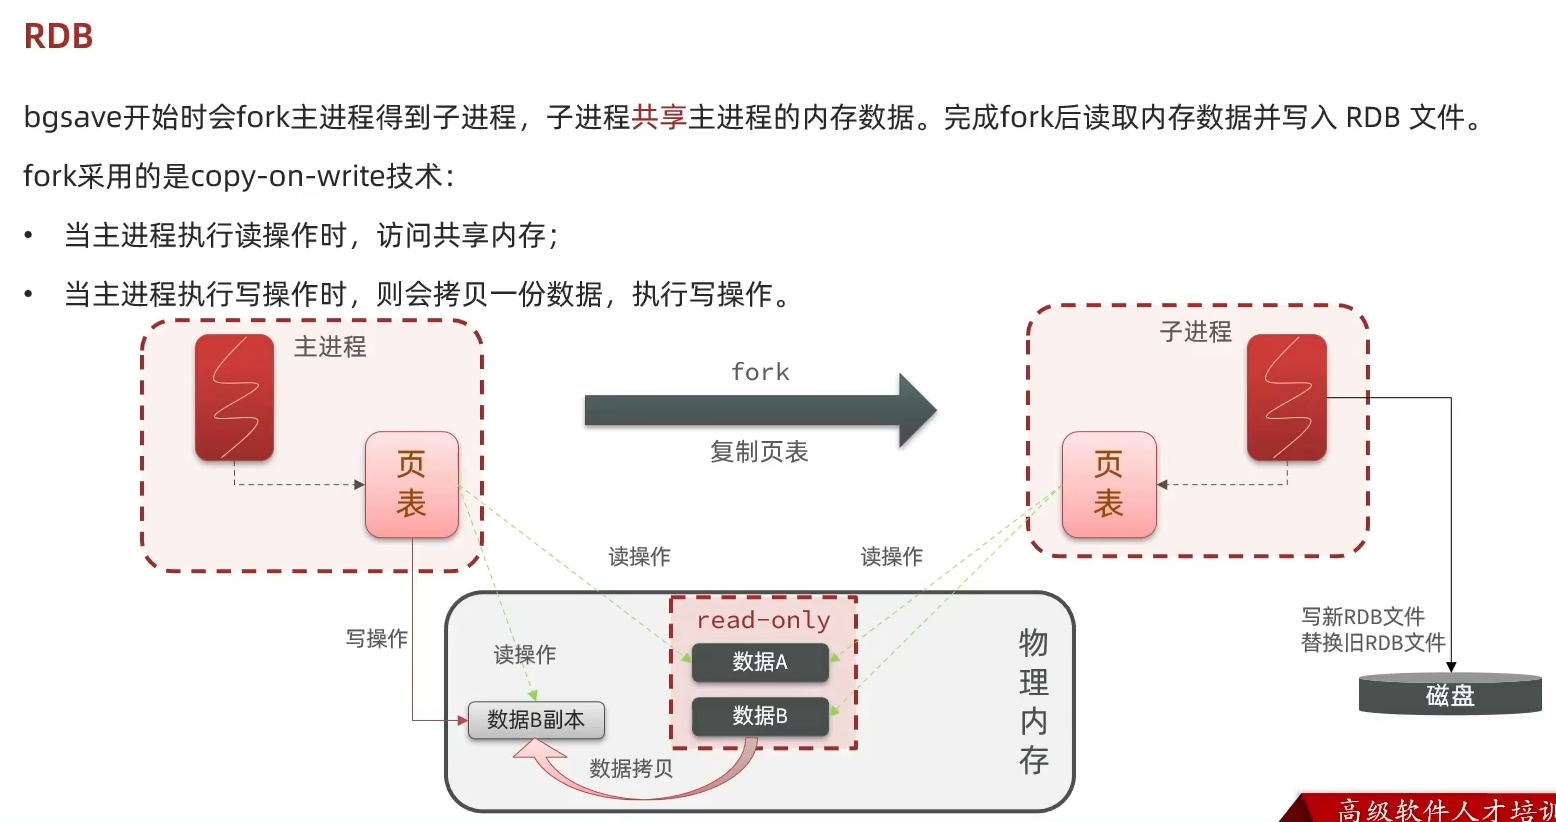 RDB
bgsave开始时会fork主进程得到子进程，子进程共享主进程的内存数据。完成fork后读取内存数据并写入 RDB 文件。
fork采用的是copy-on-write技术：
• 当主进程执行读操作时，访问共享内存；
• 当主进程执行写操作时，则会拷贝一份数据，执行写操作。
主进程
页
表
fork
复制页表
子进程
页
表
读操作
读操作
写操作
读操作
read-only
数据A
数据B
数据B副本
数据拷贝
物
理
内
存
写新RDB文件
替换旧RDB文件
磁盘
高级软件人才培训